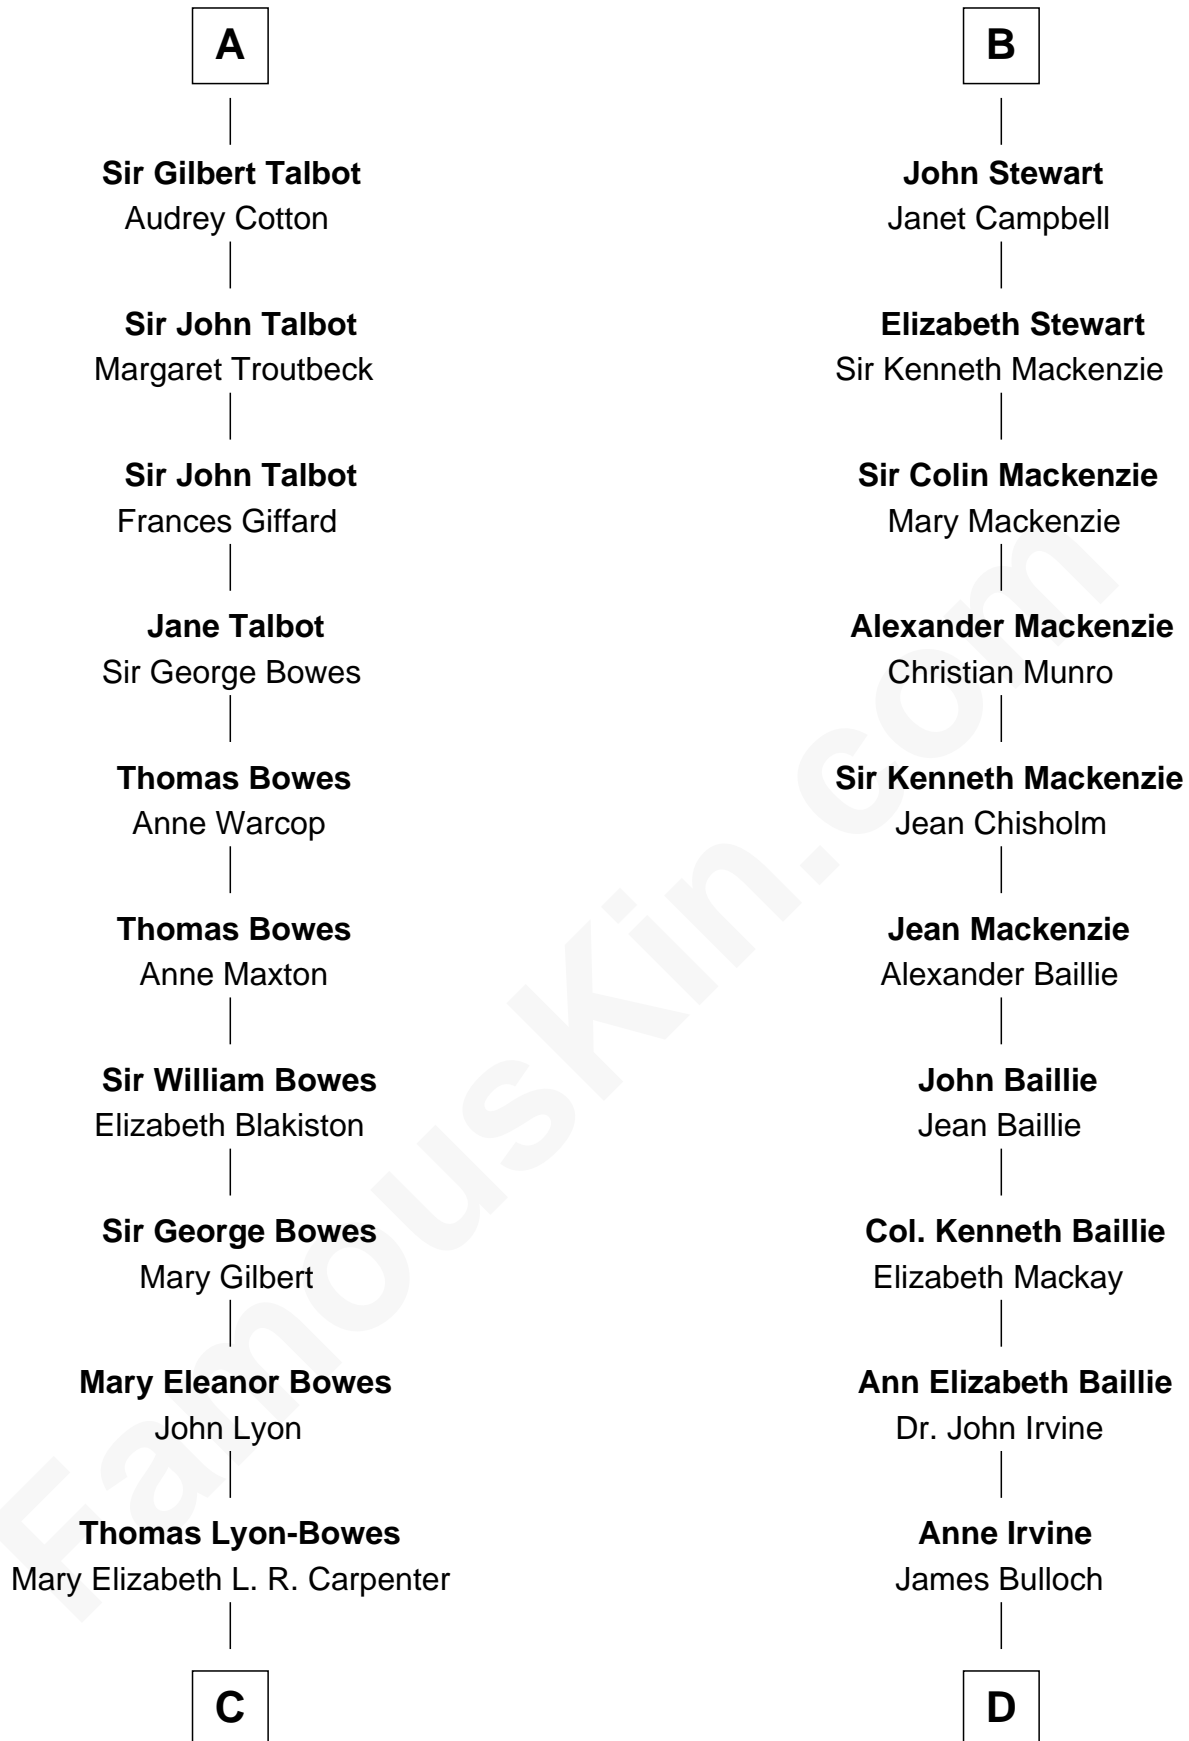 A
Sir Gilbert Talbot
Audrey Cotton
Sir John Talbot
Margaret Troutbeck
Sir John Talbot
Frances Giffard
Jane Talbot
Sir George Bowes
Thomas Bowes
Anne Warcop
Thomas Bowes
Anne Maxton
Sir William Bowes
Elizabeth Blakiston
Sir George Bowes
Mary Gilbert
Mary Eleanor Bowes
John Lyon
Thomas Lyon-Bowes
Mary Elizabeth L. R. Carpenter
C
B
John Stewart
Janet Campbell
Elizabeth Stewart
Sir Kenneth Mackenzie
Sir Colin Mackenzie
Mary Mackenzie
Alexander Mackenzie
Christian Munro
Sir Kenneth Mackenzie
Jean Chisholm
Jean Mackenzie
Alexander Baillie
John Baillie
Jean Baillie
Col. Kenneth Baillie
Elizabeth Mackay
Ann Elizabeth Baillie
Dr. John Irvine
Anne Irvine
James Bulloch
D
FamousKin.com